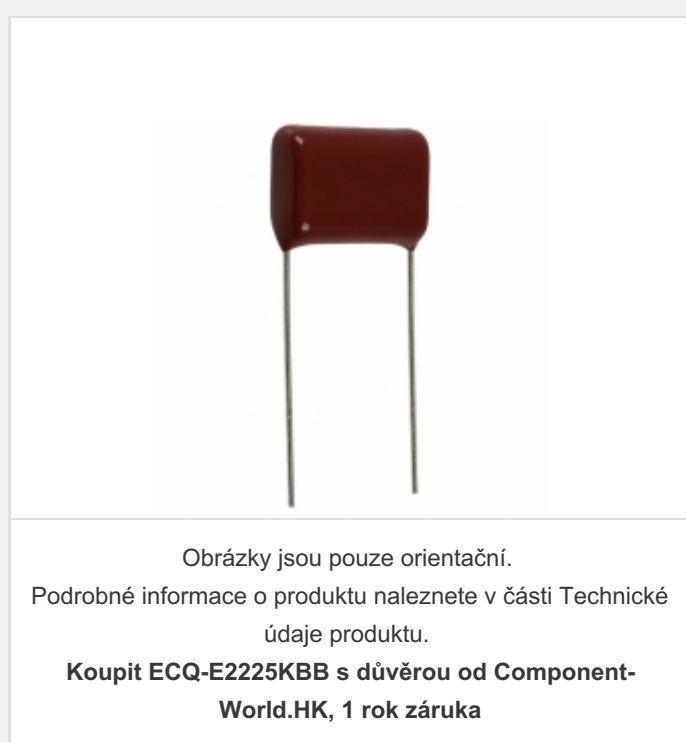 Obrázky jsou pouze orientační.
Podrobné informace o produktu naleznete v části Technické
údaje produktu.
Koupit ECQ-E2225KBB s důvěrou od Component-
World.HK, 1 rok záruka